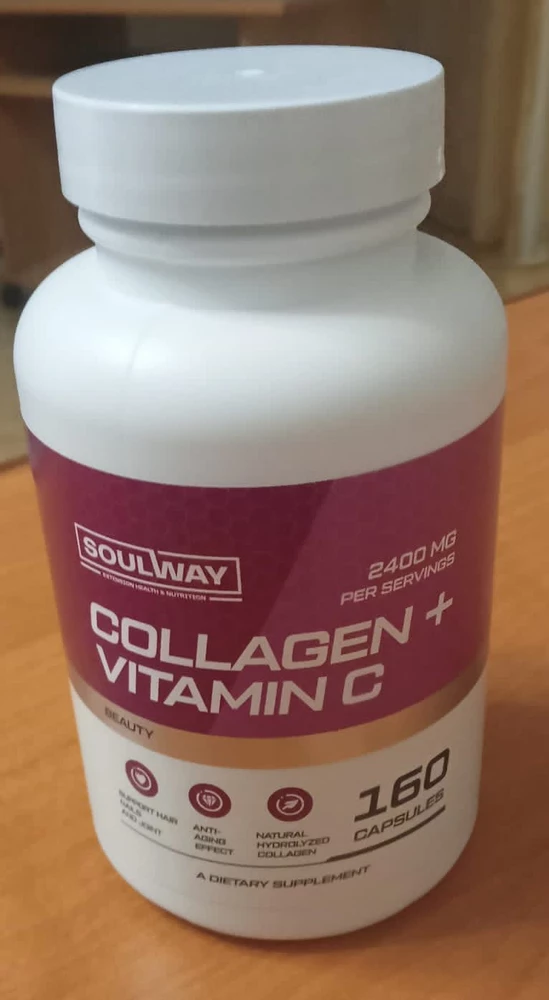 SOULWAY
EXTENSION HEALTH & NUTRITION
2400 MG
PER SERVINGS
COLLAGEN +
VITAMIN C
BEAUTY
SUPPORT HAIR
NAILS
AND JOINT
ANTI-
AGING
EFFECT
NATURAL
HYDROLYZED
COLLAGEN
160
CAPSULES
A DIETARY SUPPLEMENT